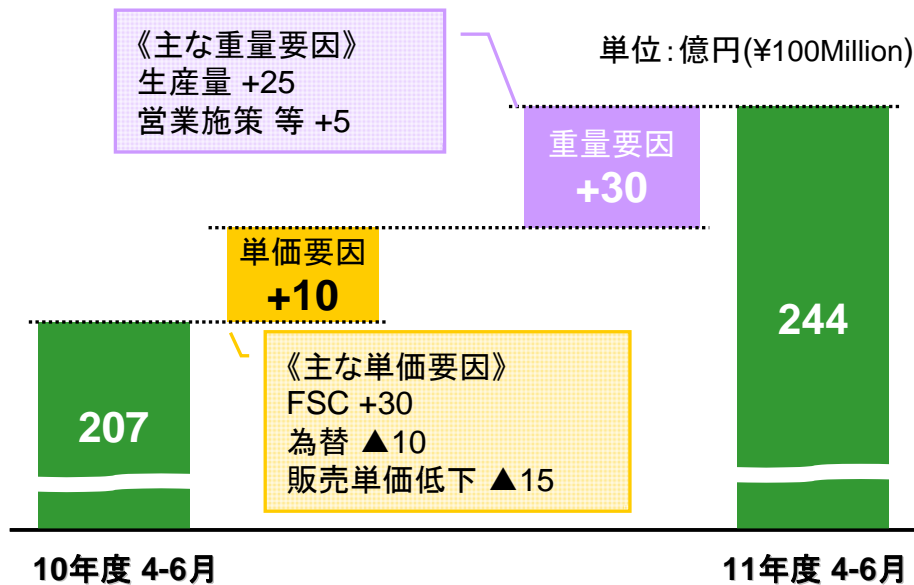 《主な重量要因》
生産量 +25
営業施策 等 +5
単位：億円(¥100Million)
重量要因
+30
単価要因
+10
《主な単価要因》
FSC +30
為替 ▲10
販売単価低下 ▲15
207
244
10年度 4-6月
11年度 4-6月